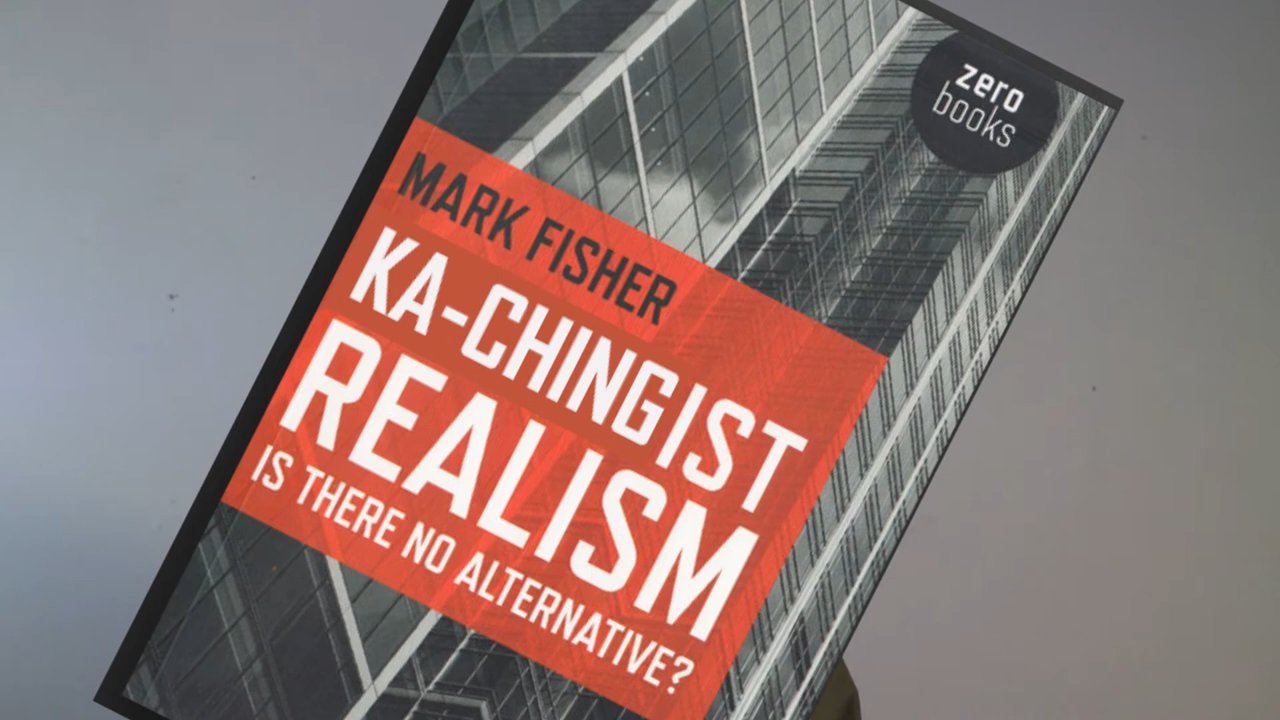 zero
books
MARK FISHER
KA-CHINGIST
REALISM
IS THERE NO ALTERNATIVE?